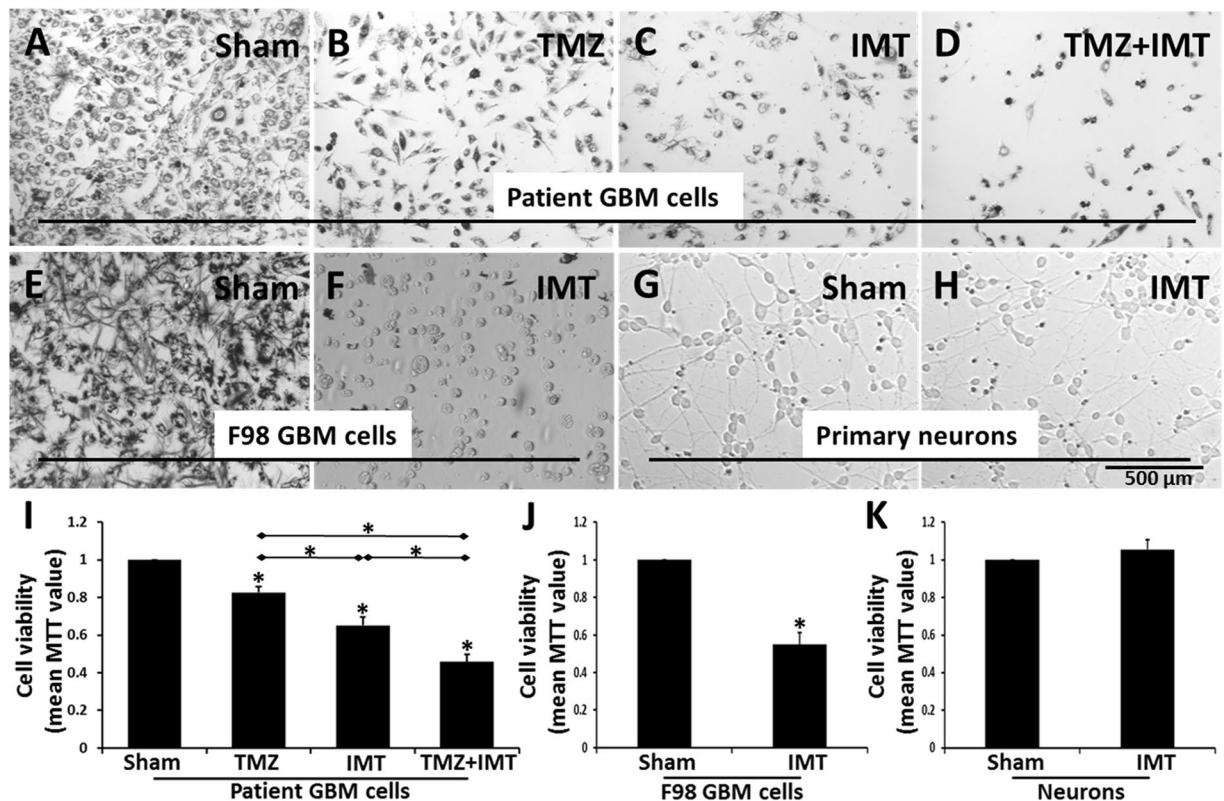 A Sham B TMZ C IMT D TMZ+IMT
Patient GBM cells
E Sham F IMT G Sham H IMT
F98 GBM cells
Primary neurons
500 µm
I
Cell viability
(mean MTT value)
1.2
1
0.8
0.6
0.4
0.2
0
*
* *
* * *
Sham TMZ IMT TMZ+IMT
Patient GBM cells
J
Cell viability
(mean MTT value)
1.2
1
0.8
0.6
0.4
0.2
0
*
Sham IMT
F98 GBM cells
K
Cell viability
(mean MTT value)
1.2
1
0.8
0.6
0.4
0.2
0
Sham IMT
Neurons